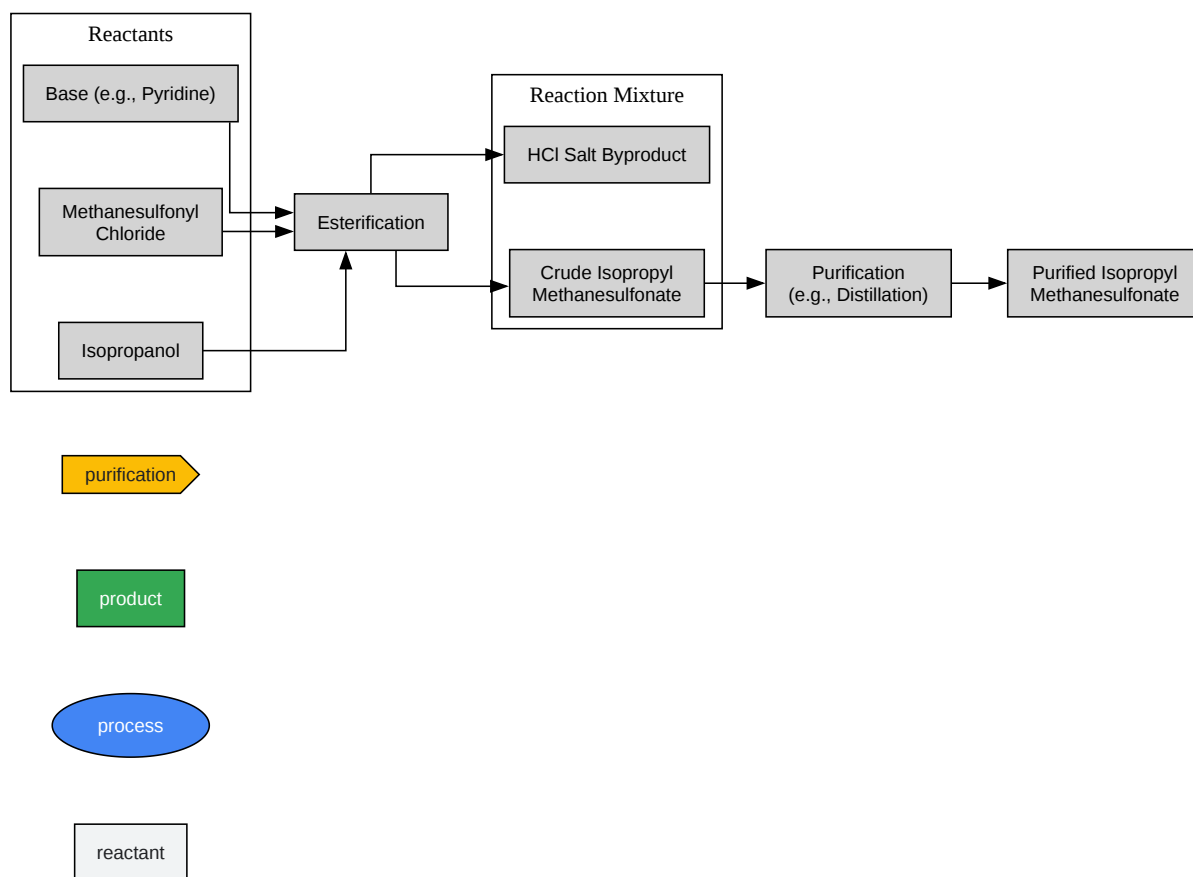 Reactants
Base (e.g., Pyridine)
Methanesulfonyl
Chloride
Isopropanol
Esterification
Reaction Mixture
HCl Salt Byproduct
Crude Isopropyl
Methanesulfonate
Purification
(e.g., Distillation)
Purified Isopropyl
Methanesulfonate
purification
product
process
reactant